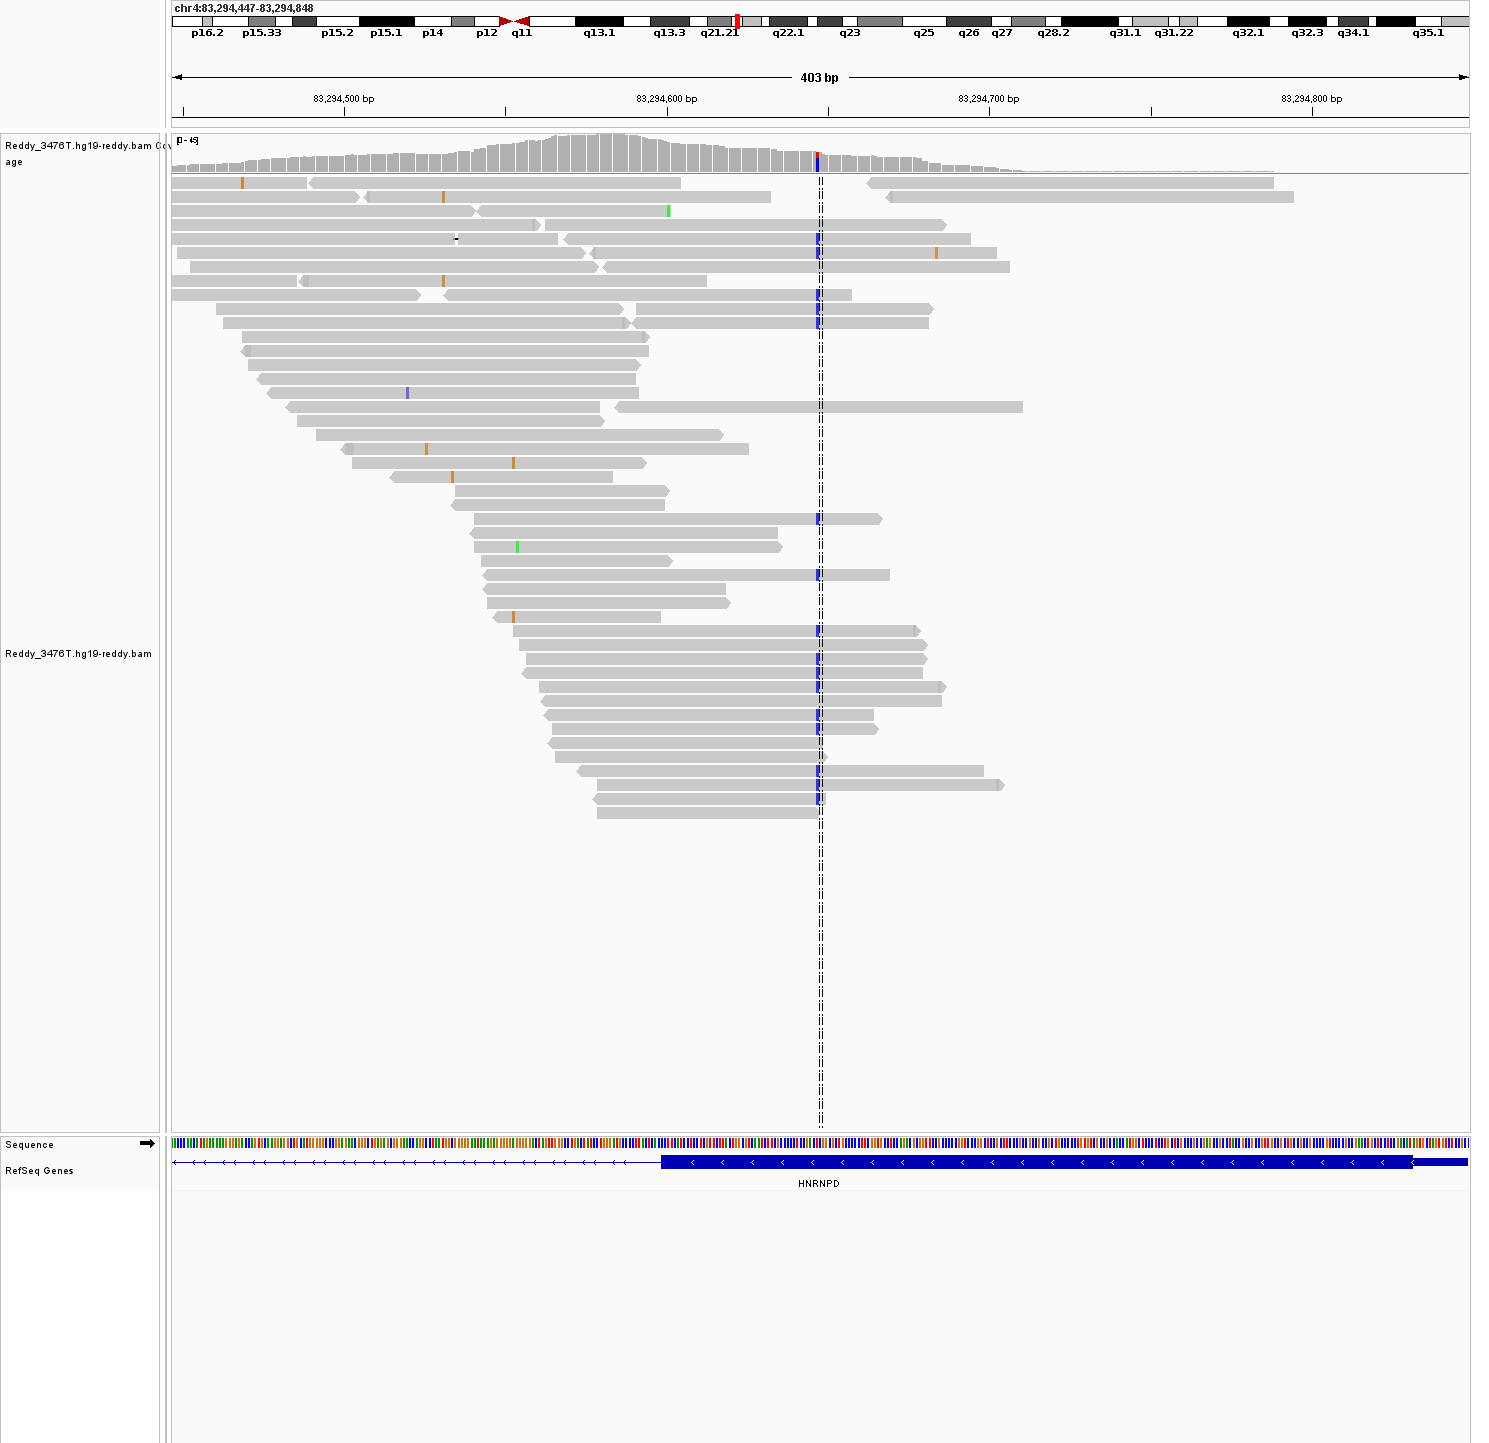 chr4:83,294,447-83,294,848
p16.2 p15.33 p15.2 p15.1 p14 p12 q11 q13.1 q13.3 q21.21 q22.1 q23 q25 q26 q27 q28.2 q31.1 q31.22 q32.1 q32.3 q34.1 q35.1
403 bp
83,294,500 bp 83,294,600 bp 83,294,700 bp 83,294,800 bp
Reddy_3476T.hg19-reddy.bam Cov
age
Reddy_3476T.hg19-reddy.bam
Sequence
RefSeq Genes
HNRNPD